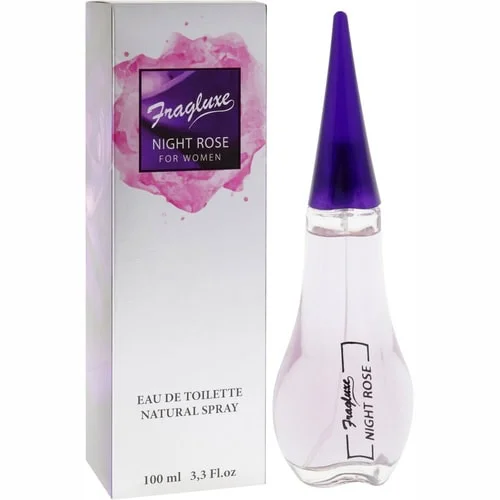 Fragluxe
NIGHT ROSE
FOR WOMEN
EAU DE TOILETTE
NATURAL SPRAY
100 ml 3,3 Fl.oz
Fragluxe
NIGHT ROSE